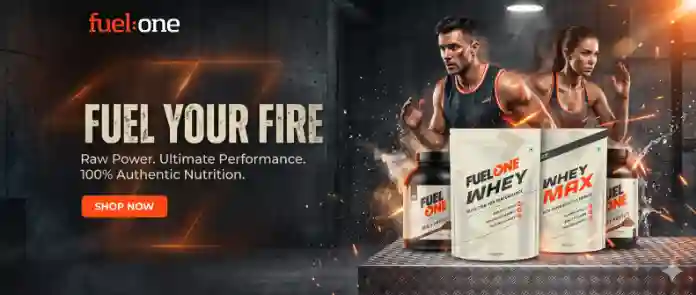 fuel:one
FUEL YOUR FIRE
Raw Power. Ultimate Performance.
100% Authentic Nutrition.
SHOP NOW
FUEL ONE
FUELONE
WHEY
WHEY
MAX
FUEL
ONE